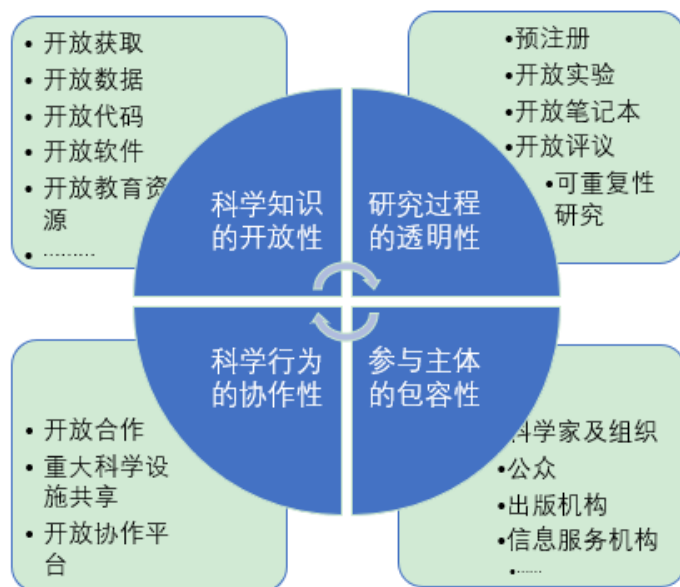 • 开放获取
• 开放数据
• 开放代码
• 开放软件
• 开放教育资
源
• ………
•预注册
•开放实验
•开放笔记本
•开放评议
•可重复性
研究
科学知识
的开放性
研究过程
的透明性
科学行为
的协作性
参与主体
的包容性
• 开放合作
• 重大科学设
施共享
• 开放协作平
台
科学家及组织
•公众
•出版机构
•信息服务机构
•……